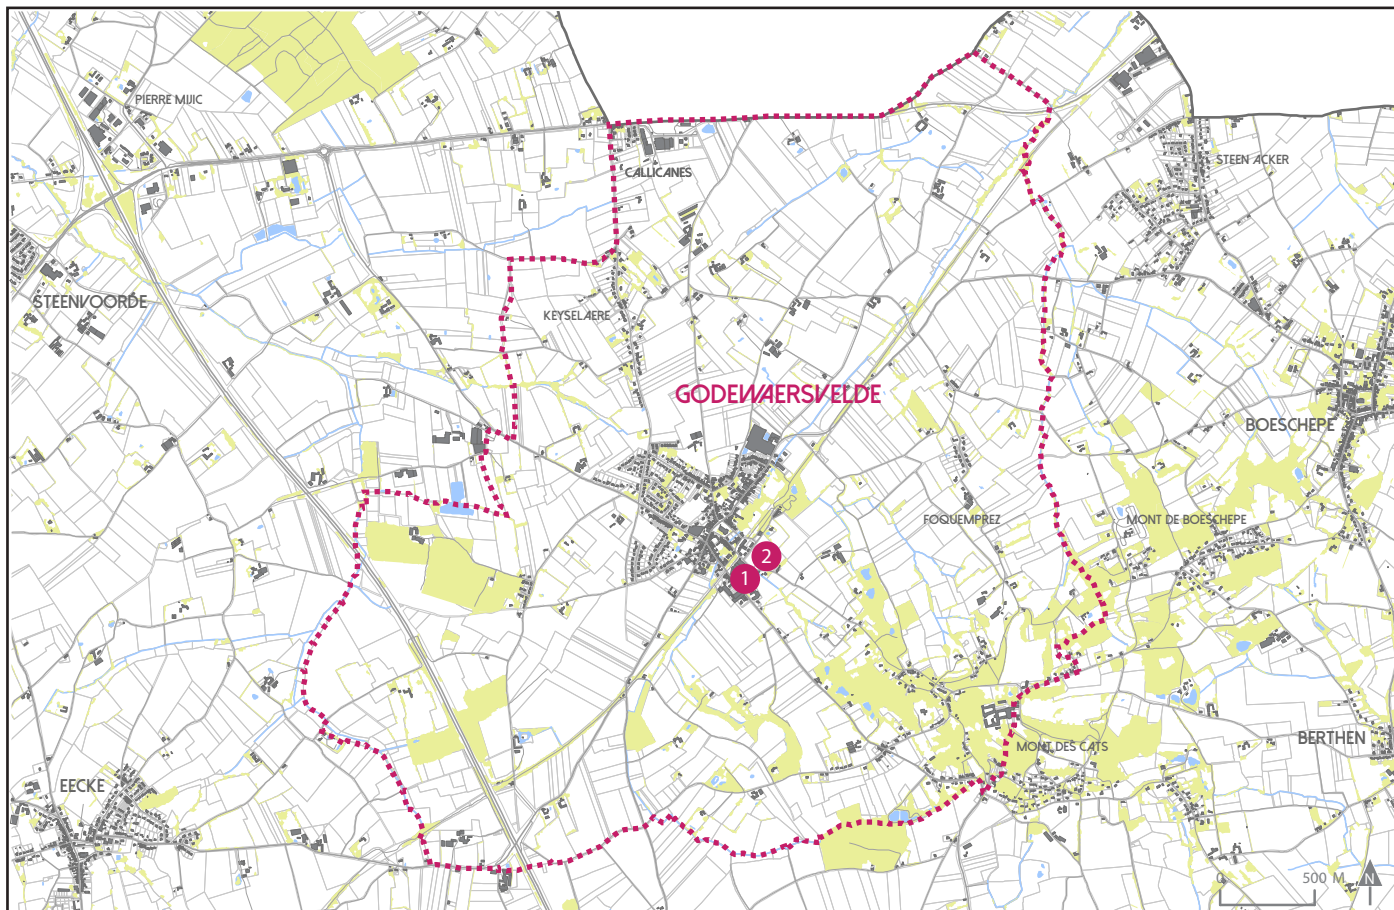 PIERRE MIJIC
CALLICANES
STEEN ACKER
STEENVOORDE
KEYSELAERE
GODEWAERSVELDE
BOESCHEPE
FOQUEMPREZ
MONT DE BOESCHEPE
2
1
MONT DES CATS
BERTHEN
EECKE
0 500 M
N